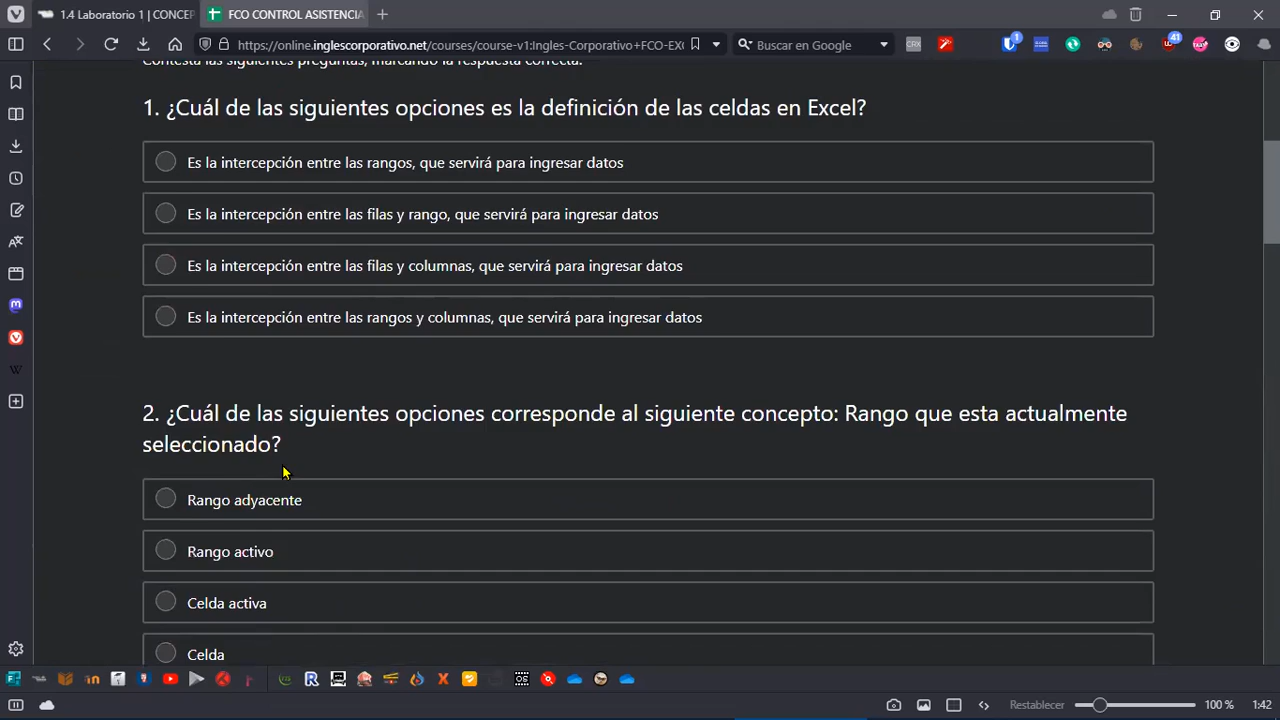 1.4 Laboratorio 1 | CONCEP
FCO CONTROL ASISTENCIA
https://online.inglescorporativo.net/courses/course-v1:Ingles-Corporativo+FCO-EX
Buscar en Google
CRX
1
41
Contesta las siguientes preguntas, marcando la respuesta correcta:
1. ¿Cuál de las siguientes opciones es la definición de las celdas en Excel?
Es la intercepción entre las rangos, que servirá para ingresar datos
Es la intercepción entre las filas y rango, que servirá para ingresar datos
Es la intercepción entre las filas y columnas, que servirá para ingresar datos
Es la intercepción entre las rangos y columnas, que servirá para ingresar datos
2. ¿Cuál de las siguientes opciones corresponde al siguiente concepto: Rango que esta actualmente
seleccionado?
Rango adyacente
Rango activo
Celda activa
Celda
Restablecer
100 %
1:42